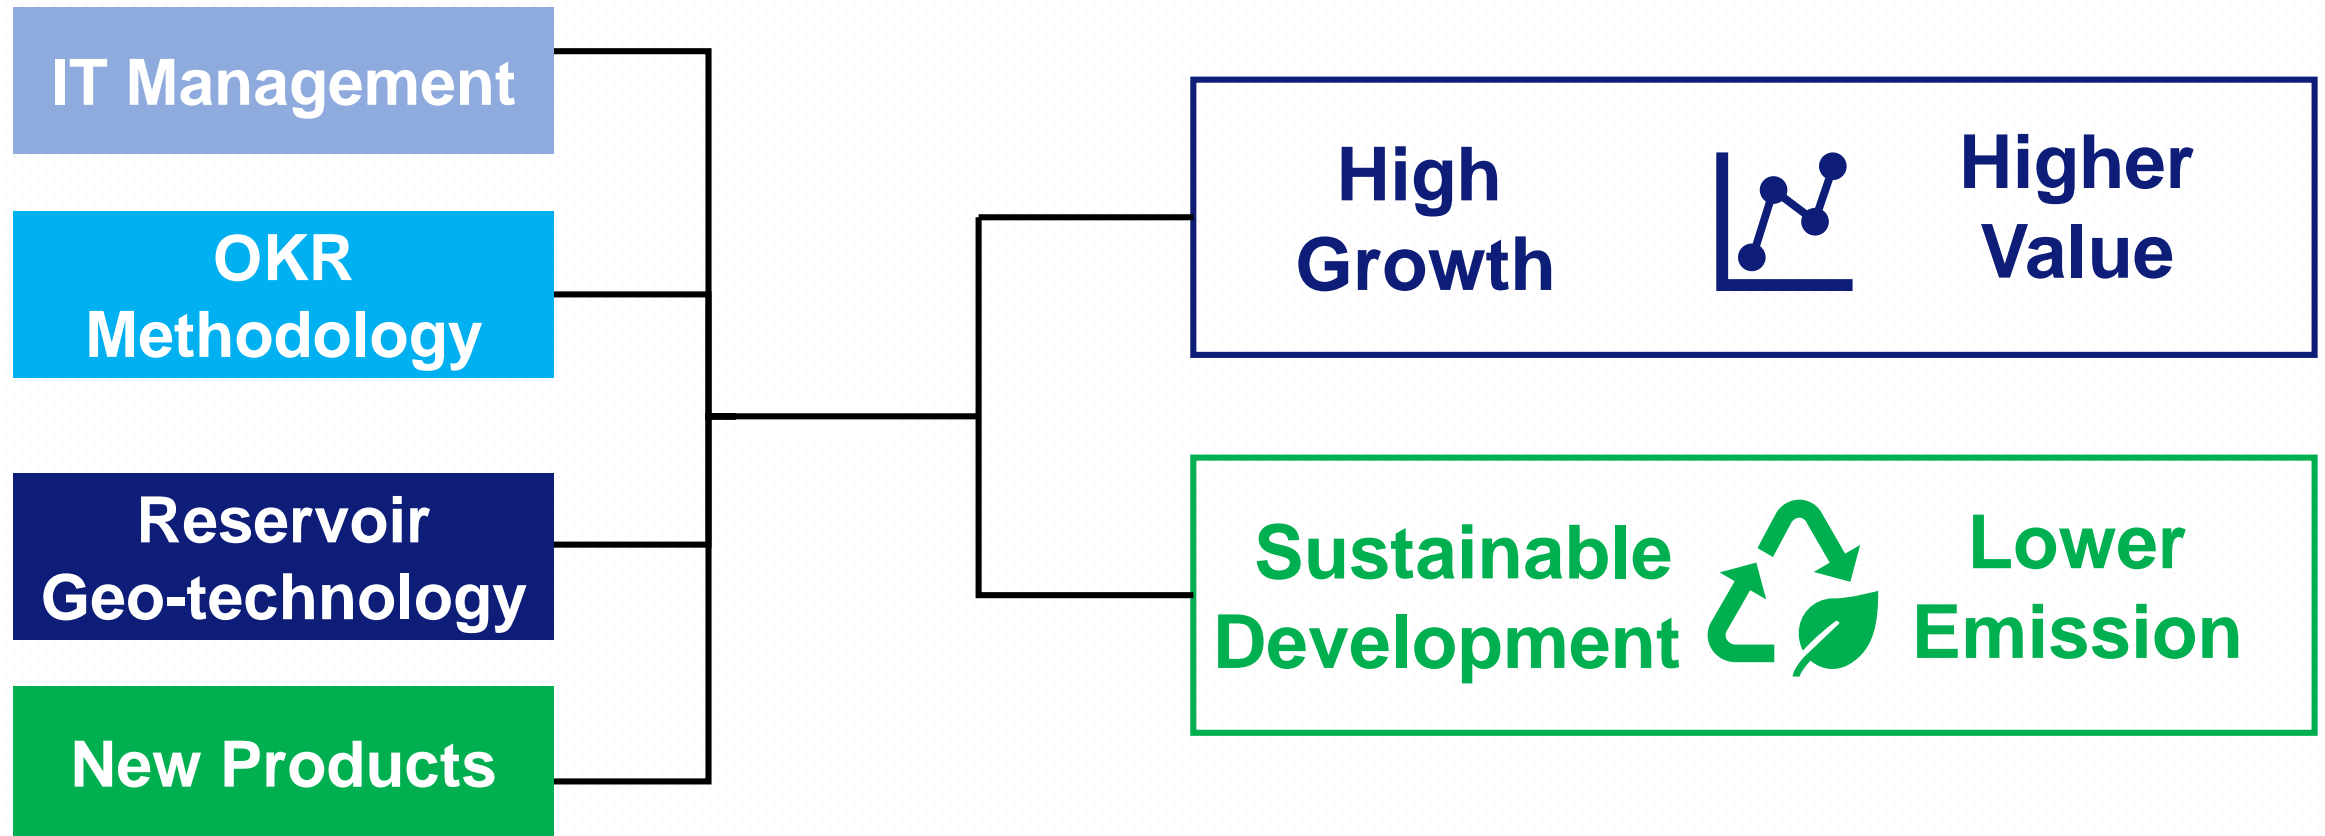 IT Management
OKR
Methodology
Reservoir
Geo-technology
New Products
High
Growth
Higher
Value
Sustainable
Development
Lower
Emission